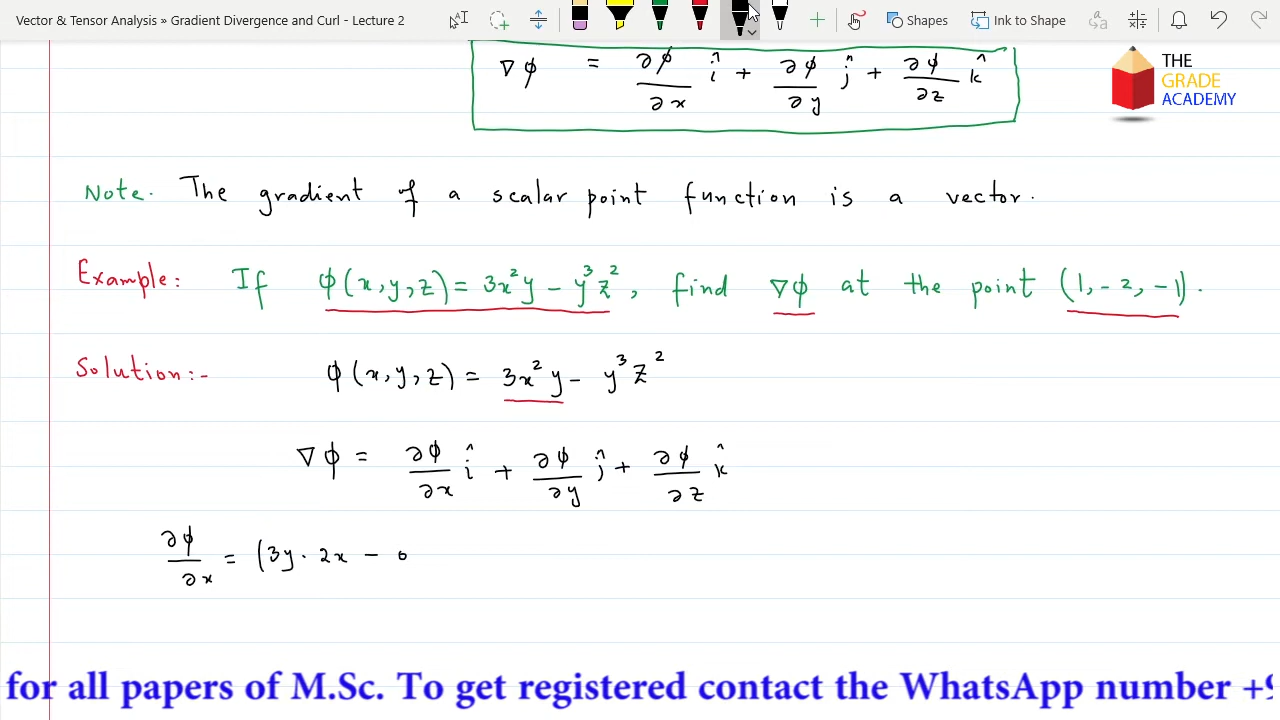 Vector & Tensor Analysis » Gradient Divergence and Curl - Lecture 2 Shapes Ink to Shape
∇φ = ∂φ/∂x î + ∂φ/∂y ĵ + ∂φ/∂z k̂
THE
GRADE
ACADEMY
Note. The gradient of a scalar point function is a vector.
Example: If φ(x,y,z) = 3x²y − y³z², find ∇φ at the point (1,-2,-1).
Solution:- φ(x,y,z) = 3x²y − y³z²
∇φ = ∂φ/∂x î + ∂φ/∂y ĵ + ∂φ/∂z k̂
∂φ/∂x = (3y · 2x − 0
for all papers of M.Sc. To get registered contact the WhatsApp number +9